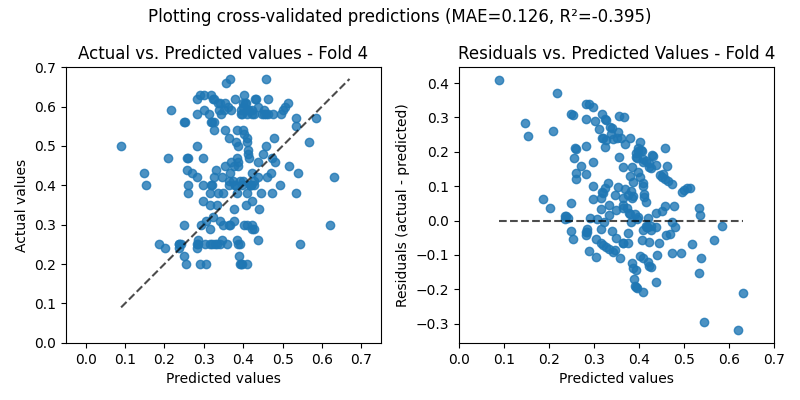 Plotting cross-validated predictions (MAE=0.126, R²=-0.395)
Actual vs. Predicted values - Fold 4
Residuals vs. Predicted Values - Fold 4
Actual values
0.7
0.6
0.5
0.4
0.3
0.2
0.1
0.0
0.0 0.1 0.2 0.3 0.4 0.5 0.6 0.7
Predicted values
Residuals (actual - predicted)
0.4
0.3
0.2
0.1
0.0
−0.1
−0.2
−0.3
0.0 0.1 0.2 0.3 0.4 0.5 0.6 0.7
Predicted values